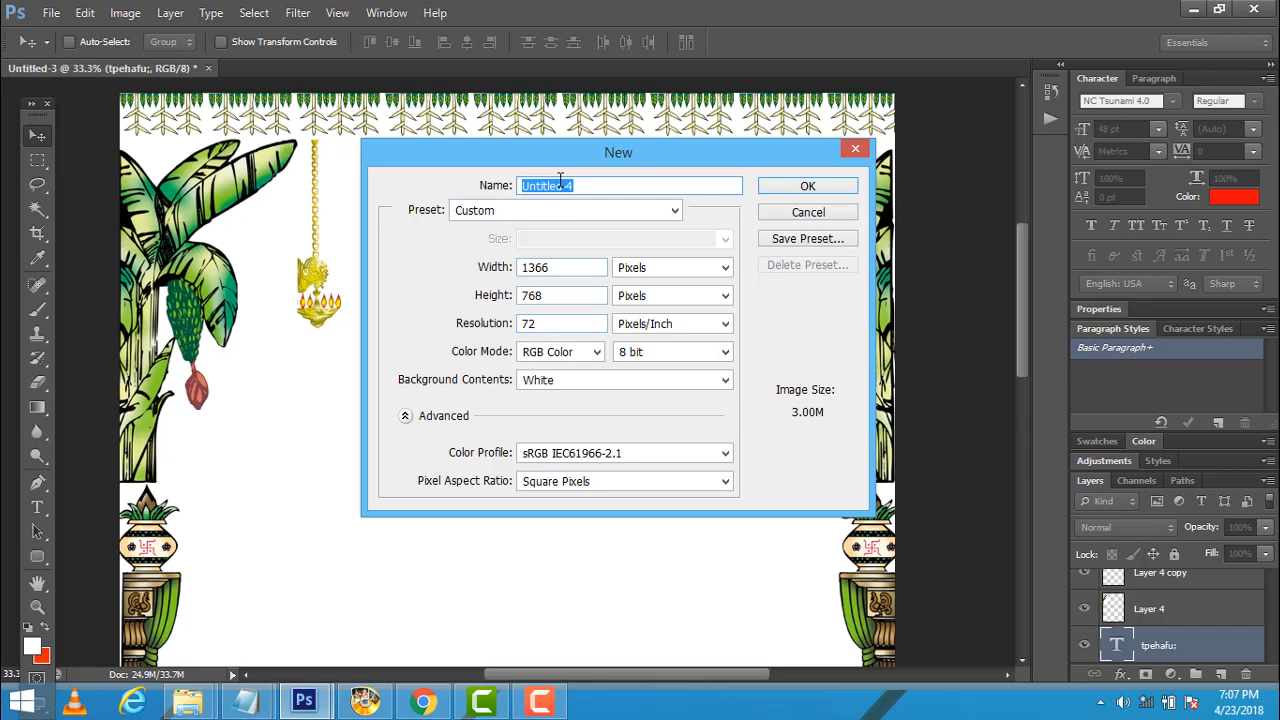 Ps File Edit Image Layer Type Select Filter View Window Help
Auto-Select: Group Show Transform Controls Essentials
Untitled-3 @ 33.3% (tpehafu;, RGB/8) * ×
New
Name: Untitled-4 OK
Preset: Custom Cancel
Size: Save Preset...
Width: 1366 Pixels Delete Preset...
Height: 768 Pixels
Resolution: 72 Pixels/Inch
Color Mode: RGB Color 8 bit
Background Contents: White
Image Size:
3.00M
Advanced
Color Profile: sRGB IEC61966-2.1
Pixel Aspect Ratio: Square Pixels
Character Paragraph
NC Tsunami 4.0 Regular
48 pt (Auto)
Metrics 0
100% 100%
0 pt Color:
English: USA Sharp
Properties
Paragraph Styles Character Styles
Basic Paragraph+
Swatches Color
Adjustments Styles
Layers Channels Paths
Kind
Normal Opacity: 100%
Lock: Fill: 100%
Layer 4 copy
Layer 4
tpehafu;
33.3 Doc: 24.9M/33.7M
Ps
7:07 PM
4/23/2018